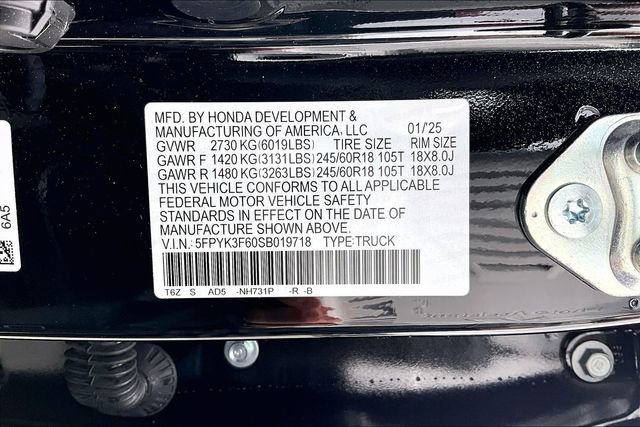 MFD. BY HONDA DEVELOPMENT &
MANUFACTURING OF AMERICA, LLC 01/'25
GVWR 2730 KG(6019LBS) TIRE SIZE RIM SIZE
GAWR F 1420 KG(3131LBS) 245/60R18 105T 18X8.0J
GAWR R 1480 KG(3263LBS) 245/60R18 105T 18X8.0J
THIS VEHICLE CONFORMS TO ALL APPLICABLE
FEDERAL MOTOR VEHICLE SAFETY
STANDARDS IN EFFECT ON THE DATE OF
MANUFACTURE SHOWN ABOVE.
V.I.N.: 5FPYK3F60SB019718 TYPE:TRUCK
T6Z S AD5 -NH731P -R -B
6A5